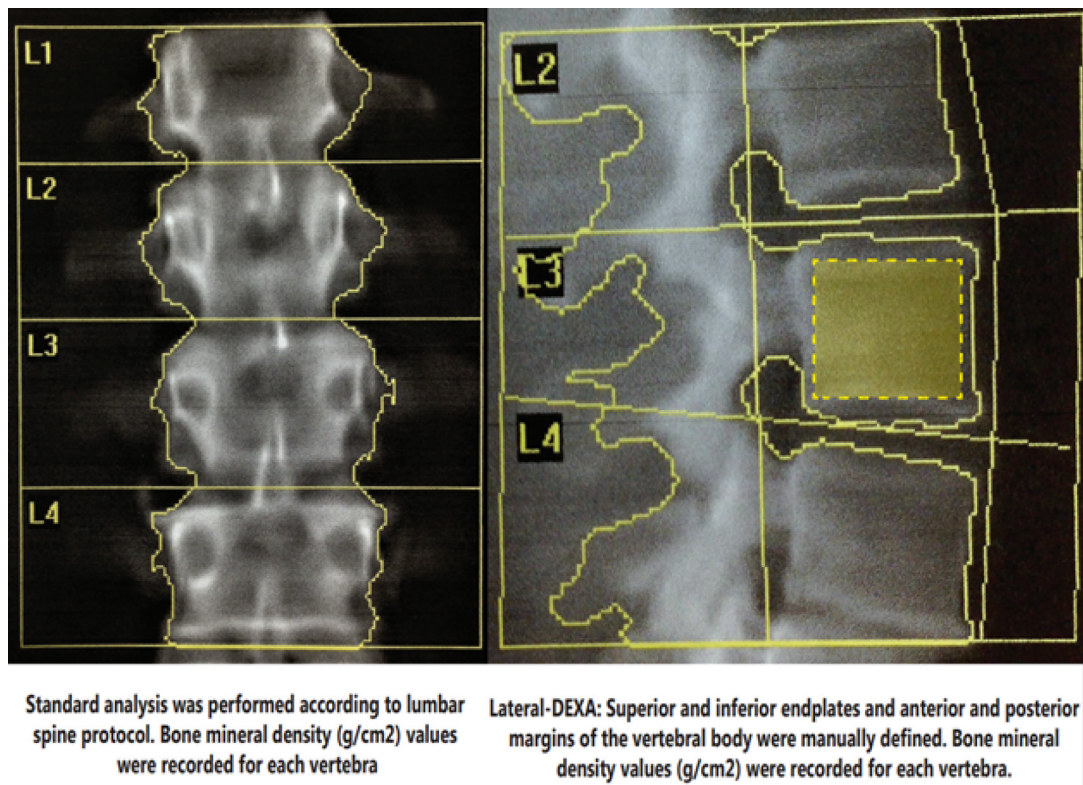 L1
L2
L3
L4
L2
L3
L4
Standard analysis was performed according to lumbar
spine protocol. Bone mineral density (g/cm2) values
were recorded for each vertebra
Lateral-DEXA: Superior and inferior endplates and anterior and posterior
margins of the vertebral body were manually defined. Bone mineral
density values (g/cm2) were recorded for each vertebra.